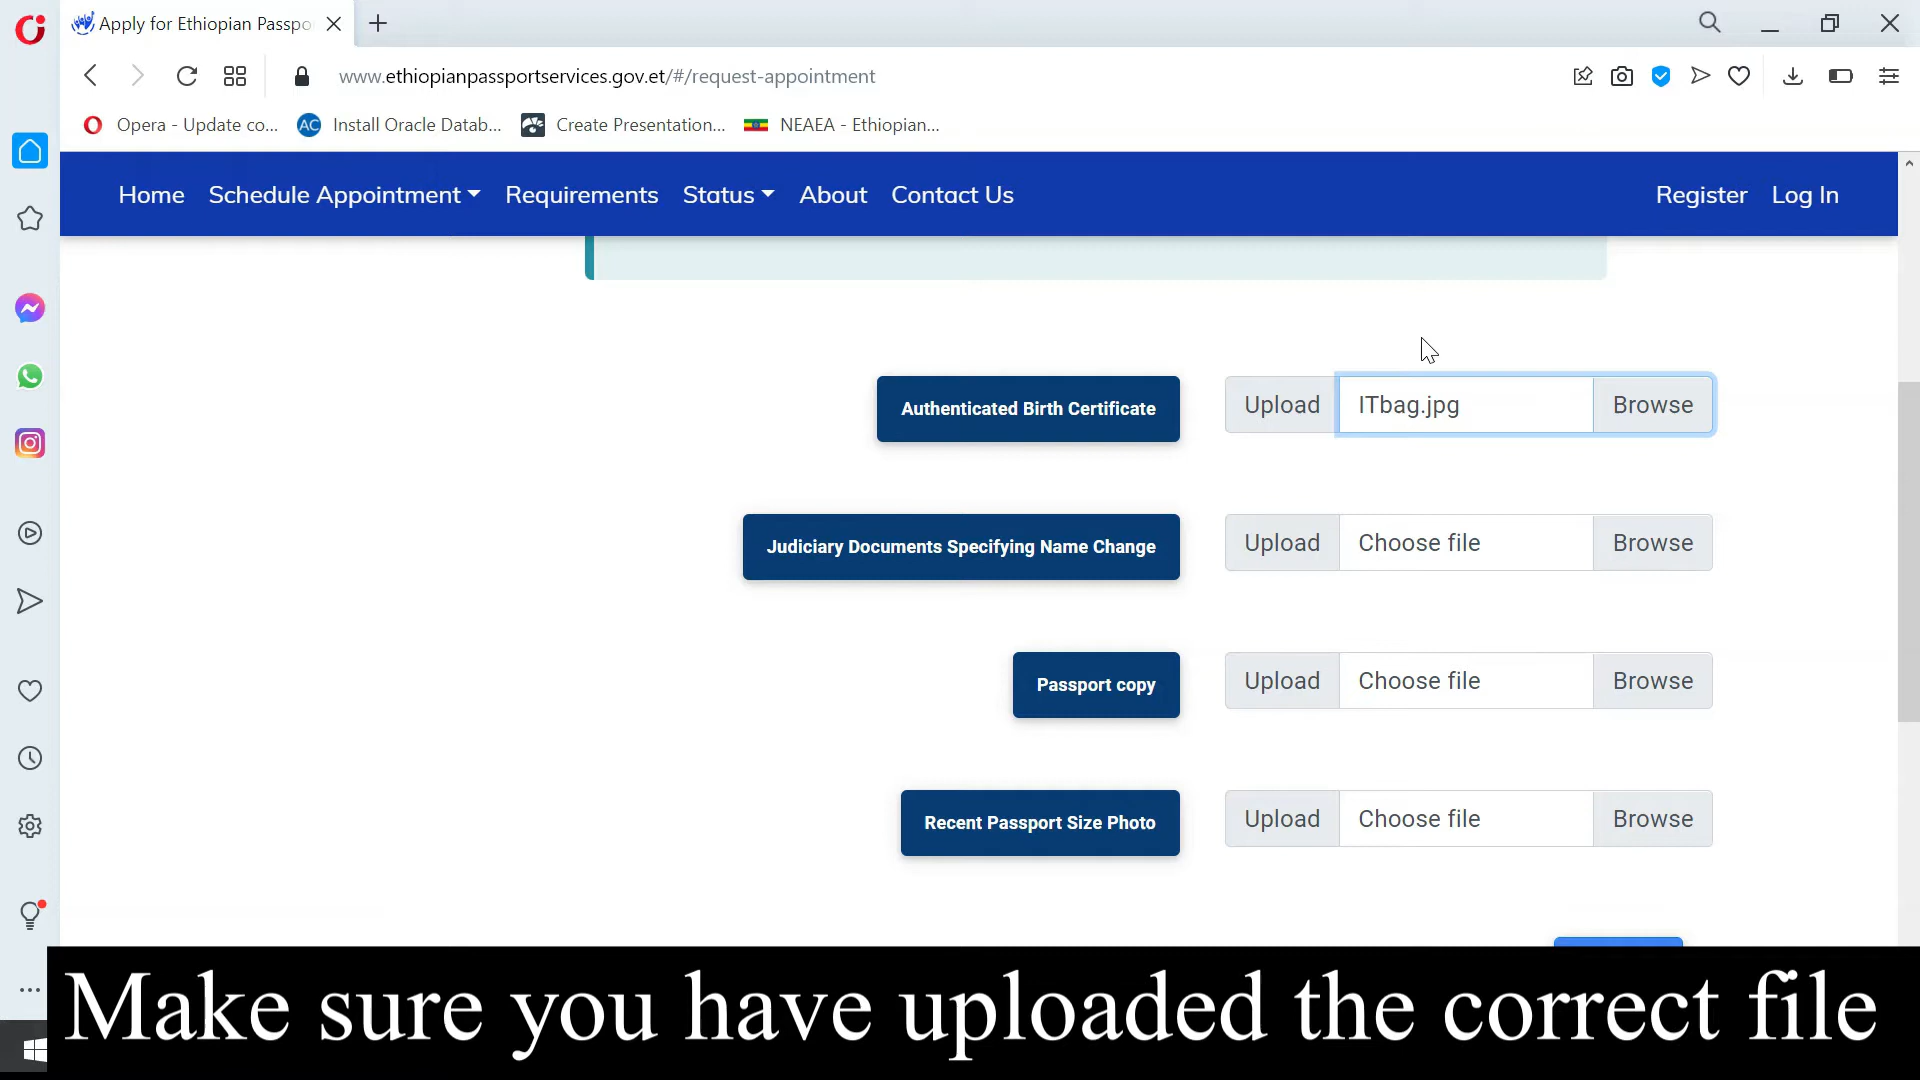 Apply for Ethiopian Passpo
www.ethiopianpassportservices.gov.et/#/request-appointment
Opera - Update co... AC Install Oracle Datab... Create Presentation... NEAEA - Ethiopian...
Home Schedule Appointment Requirements Status About Contact Us Register Log In
Authenticated Birth Certificate Upload ITbag.jpg Browse
Judiciary Documents Specifying Name Change Upload Choose file Browse
Passport copy Upload Choose file Browse
Recent Passport Size Photo Upload Choose file Browse
Make sure you have uploaded the correct file